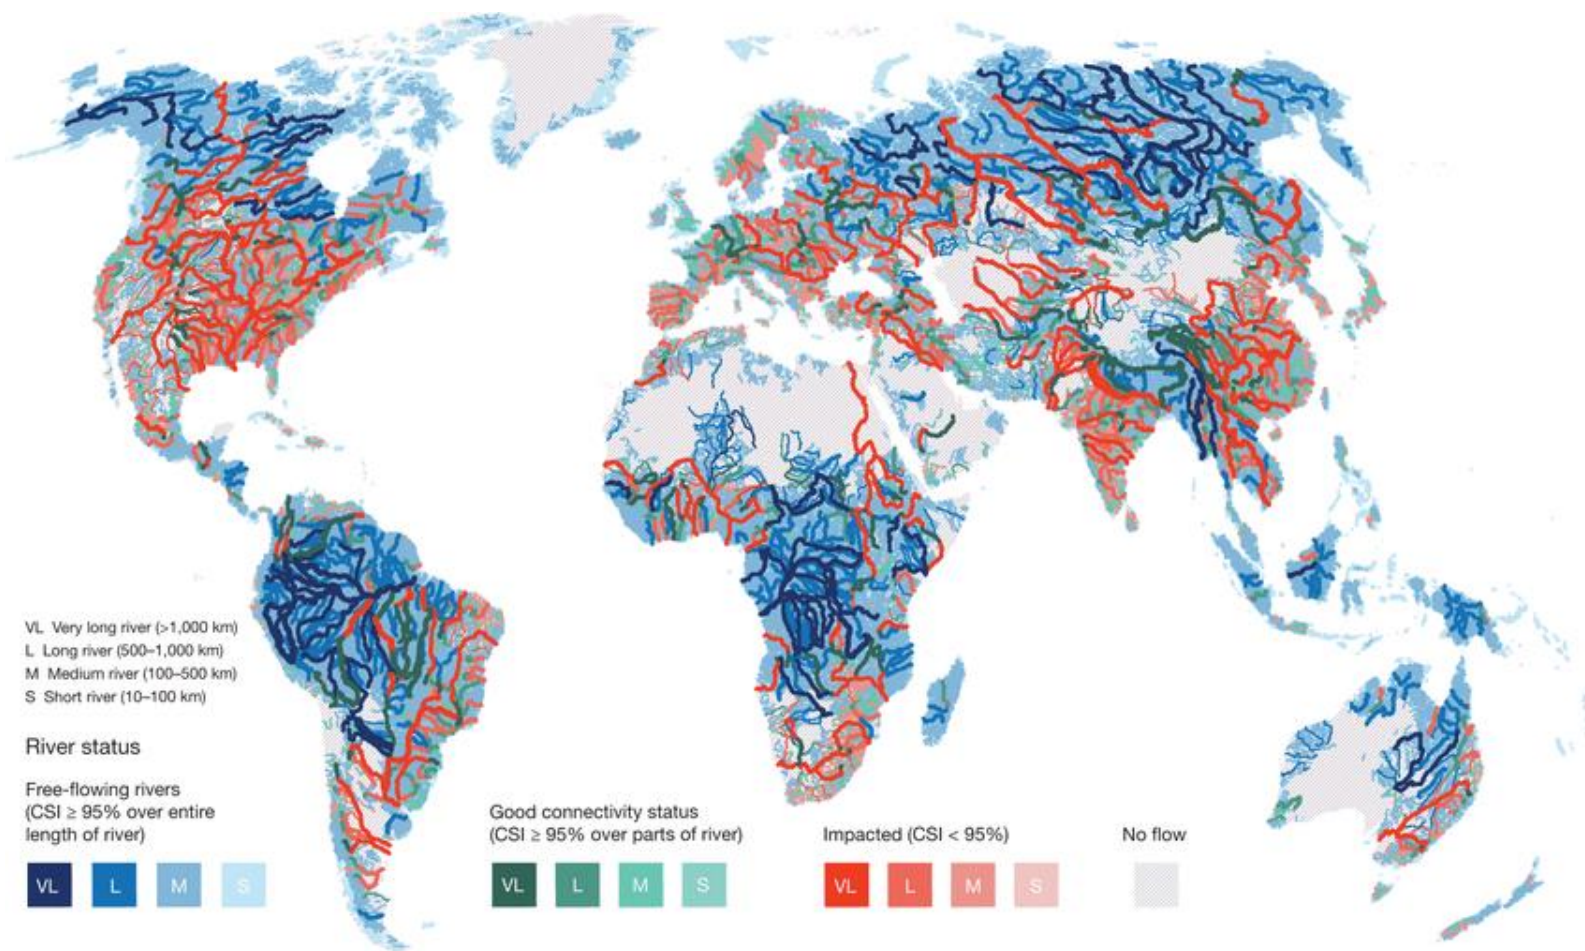 VL Very long river (>1,000 km)
L Long river (500–1,000 km)
M Medium river (100–500 km)
S Short river (10–100 km)
River status
Free-flowing rivers
(CSI ≥ 95% over entire
length of river)
VL L M S
Good connectivity status
(CSI ≥ 95% over parts of river)
VL L M S
Impacted (CSI < 95%)
VL L M S
No flow